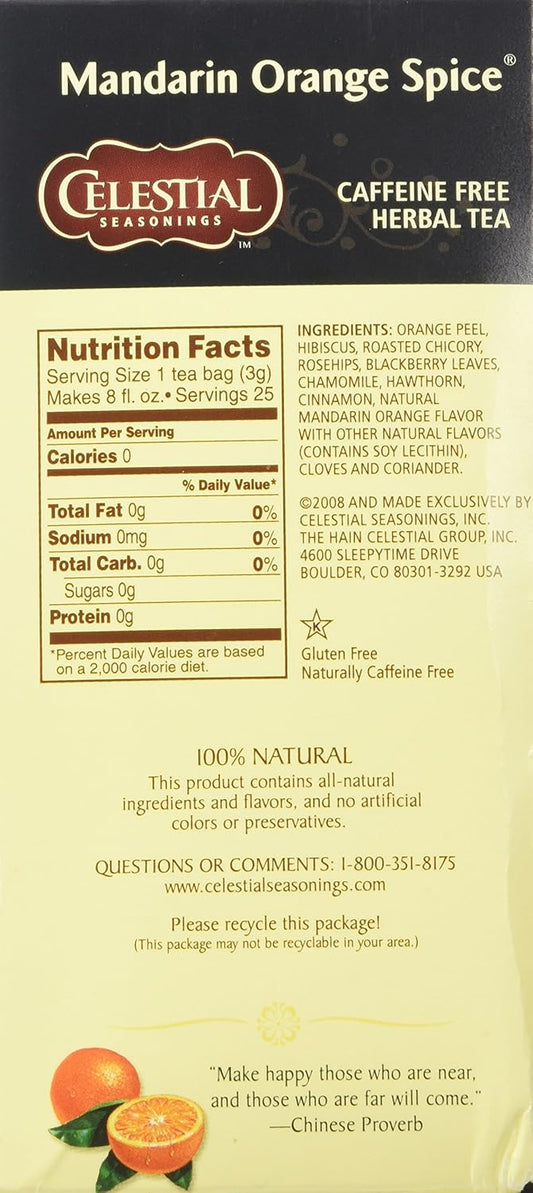 Mandarin Orange Spice®
CELESTIAL
SEASONINGS
™
CAFFEINE FREE
HERBAL TEA
Nutrition Facts
Serving Size 1 tea bag (3g)
Makes 8 fl. oz.• Servings 25
Amount Per Serving
Calories 0
% Daily Value*
Total Fat 0g 0%
Sodium 0mg 0%
Total Carb. 0g 0%
Sugars 0g
Protein 0g
*Percent Daily Values are based
on a 2,000 calorie diet.
INGREDIENTS: ORANGE PEEL,
HIBISCUS, ROASTED CHICORY,
ROSEHIPS, BLACKBERRY LEAVES,
CHAMOMILE, HAWTHORN,
CINNAMON, NATURAL
MANDARIN ORANGE FLAVOR
WITH OTHER NATURAL FLAVORS
(CONTAINS SOY LECITHIN),
CLOVES AND CORIANDER.
©2008 AND MADE EXCLUSIVELY BY
CELESTIAL SEASONINGS, INC.
THE HAIN CELESTIAL GROUP, INC.
4600 SLEEPYTIME DRIVE
BOULDER, CO 80301-3292 USA
K
Gluten Free
Naturally Caffeine Free
100% NATURAL
This product contains all-natural
ingredients and flavors, and no artificial
colors or preservatives.
QUESTIONS OR COMMENTS: 1-800-351-8175
www.celestialseasonings.com
Please recycle this package!
(This package may not be recyclable in your area.)
"Make happy those who are near,
and those who are far will come."
—Chinese Proverb